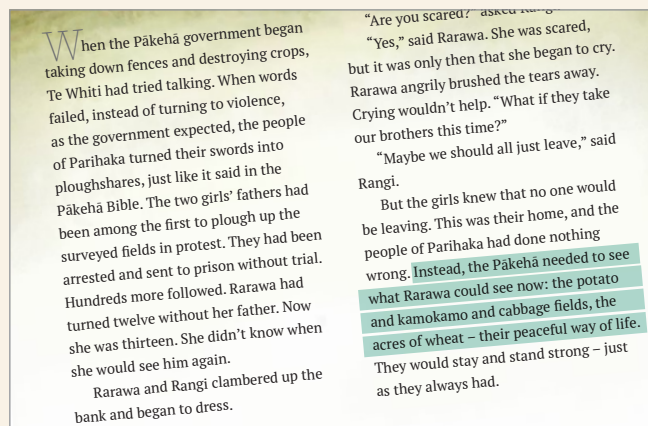 When the Pākehā government began
taking down fences and destroying crops,
Te Whiti had tried talking. When words
failed, instead of turning to violence,
as the government expected, the people
of Parihaka turned their swords into
ploughshares, just like it said in the
Pākehā Bible. The two girls’ fathers had
been among the first to plough up the
surveyed fields in protest. They had been
arrested and sent to prison without trial.
Hundreds more followed. Rarawa had
turned twelve without her father. Now
she was thirteen. She didn’t know when
she would see him again.
Rarawa and Rangi clambered up the
bank and began to dress.
“Are you scared?” asked Rangi
“Yes,” said Rarawa. She was scared,
but it was only then that she began to cry.
Rarawa angrily brushed the tears away.
Crying wouldn’t help. “What if they take
our brothers this time?”
“Maybe we should all just leave,” said
Rangi.
But the girls knew that no one would
be leaving. This was their home, and the
people of Parihaka had done nothing
wrong. Instead, the Pākehā needed to see
what Rarawa could see now: the potato
and kamokamo and cabbage fields, the
acres of wheat – their peaceful way of life.
They would stay and stand strong – just
as they always had.